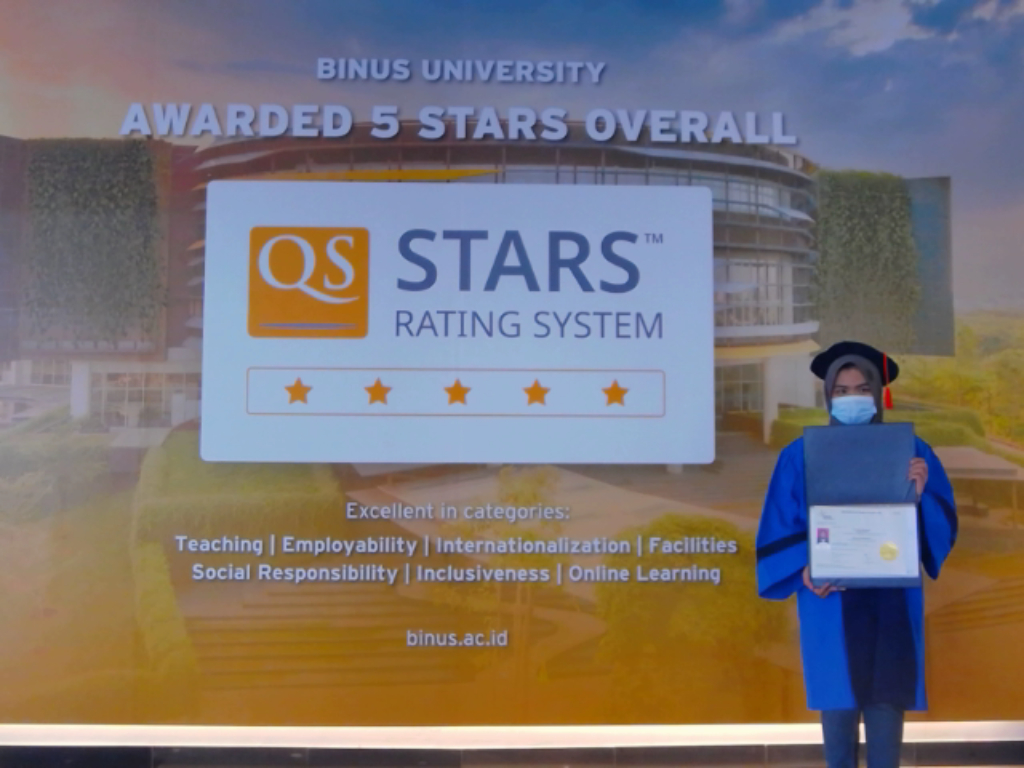 BINUS UNIVERSITY
AWARDED 5 STARS OVERALL
QS
STARS™
RATING SYSTEM
Excellent in categories:
Teaching | Employability | Internationalization | Facilities
Social Responsibility | Inclusiveness | Online Learning
binus.ac.id